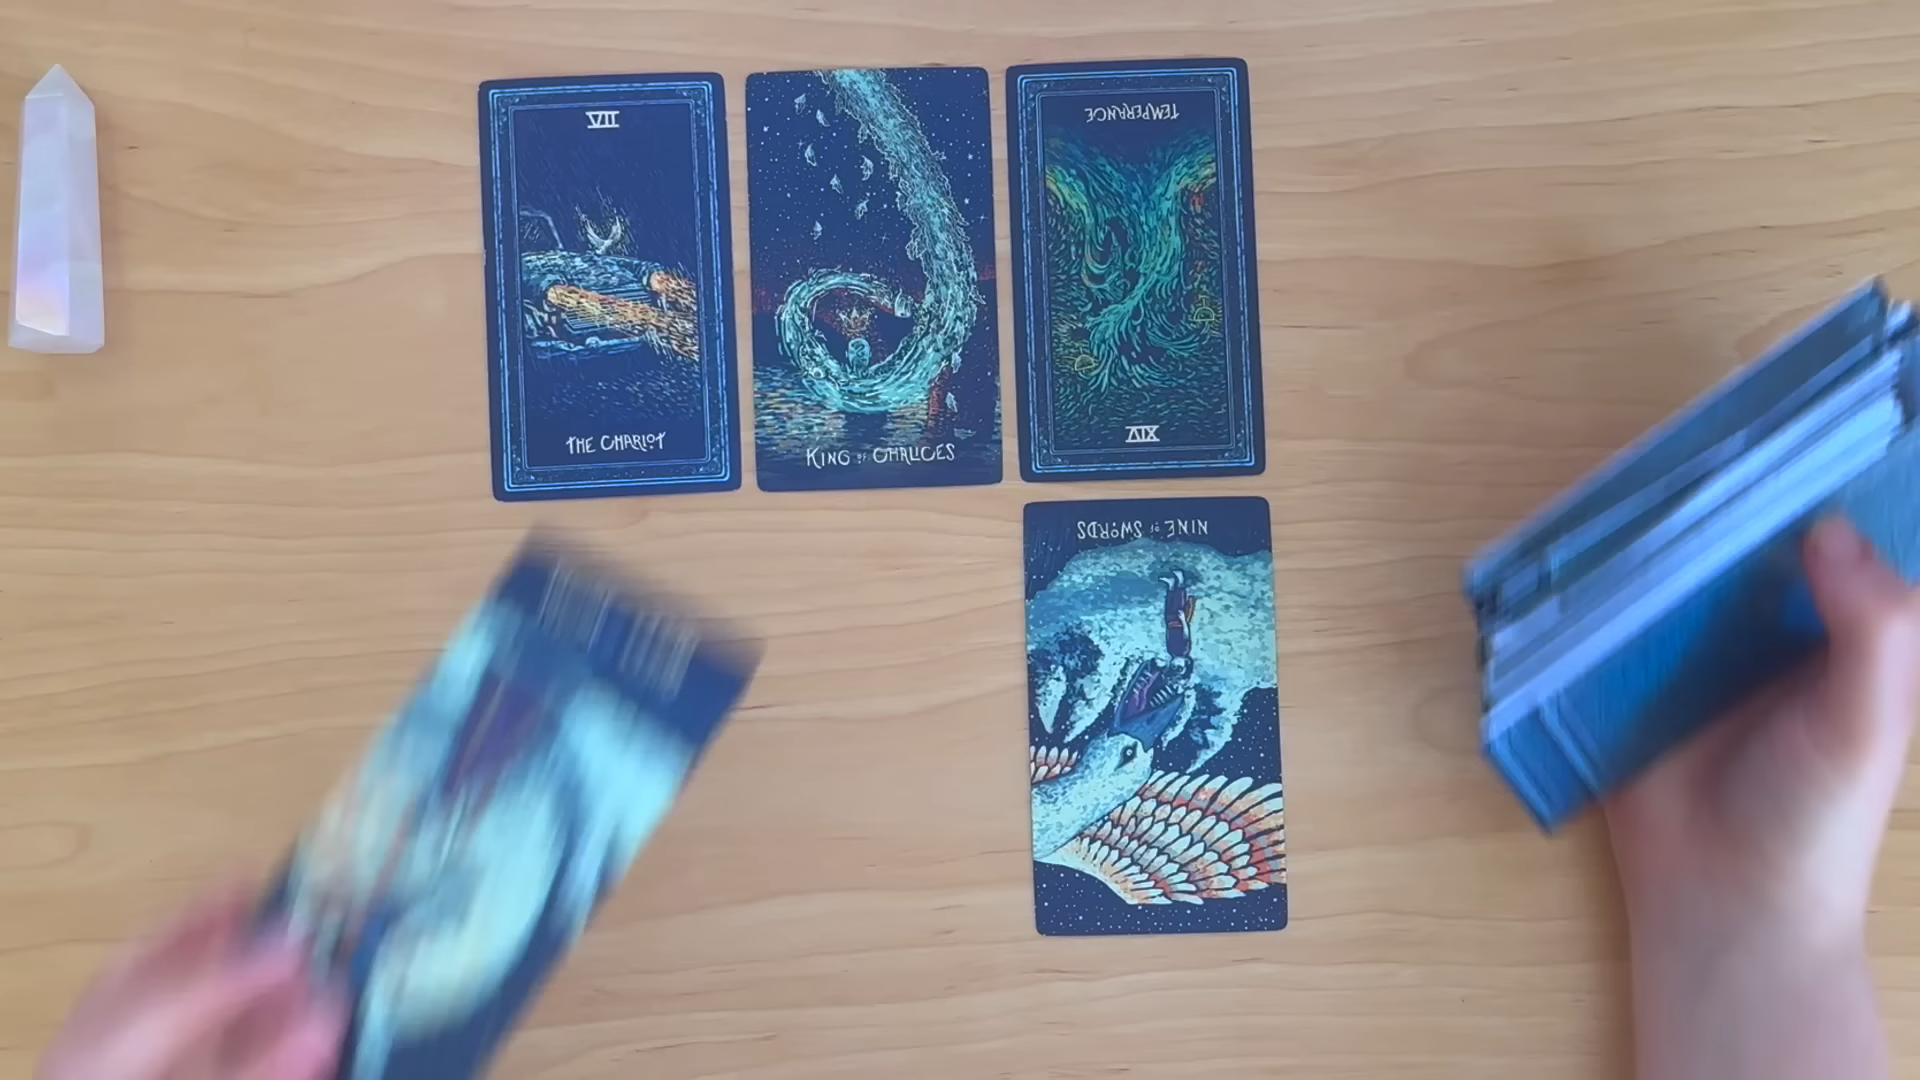 VII
THE CHARIOT
KING OF CHALICES
TEMPERANCE
XIV
NINE OF SWORDS